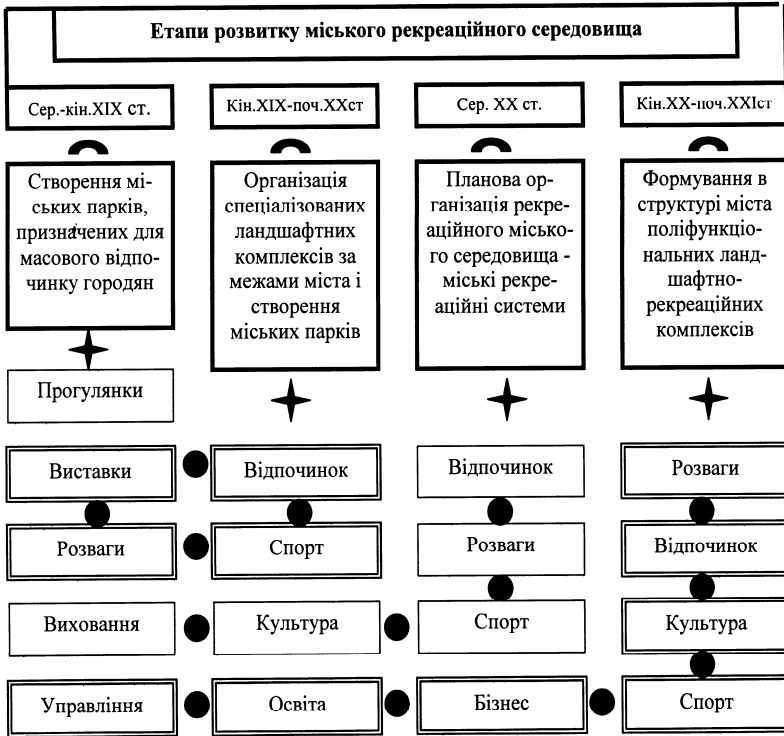 Етапи розвитку міського рекреаційного середовища
Сер.-кін.XIX ст.
Кін.XIX-поч.XXст
Сер. XX ст.
Кін.XX-поч.XXIст
Створення мі-
ських парків,
призначених для
масового відпо-
чинку городян
Організація
спеціалізованих
ландшафтних
комплексів за
межами міста і
створення
міських парків
Планова ор-
ганізація рекре-
аційного місько-
го середовища -
міські рекре-
аційні системи
Формування в
структурі міста
поліфункціо-
нальних ланд-
шафтно-
рекреаційних
комплексів
Прогулянки
Виставки
Відпочинок
Відпочинок
Розваги
Розваги
Спорт
Розваги
Відпочинок
Виховання
Культура
Спорт
Культура
Управління
Освіта
Бізнес
Спорт